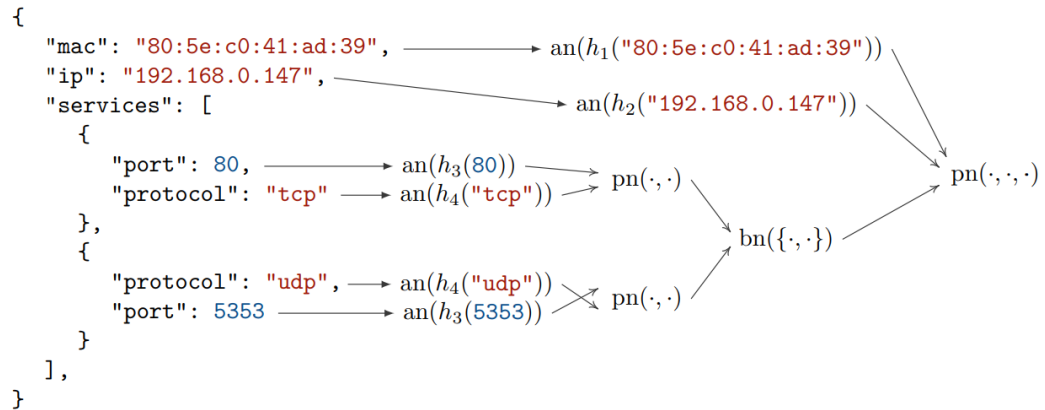 {
"mac": "80:5e:c0:41:ad:39", an(h₁("80:5e:c0:41:ad:39"))
"ip": "192.168.0.147", an(h₂("192.168.0.147"))
"services": [
{
"port": 80, an(h₃(80))
"protocol": "tcp" an(h₄("tcp")) pn(·,·) pn(·,·,·)
},
bn({·,·})
{
"protocol": "udp", an(h₄("udp"))
"port": 5353 an(h₃(5353)) pn(·,·)
}
],
}